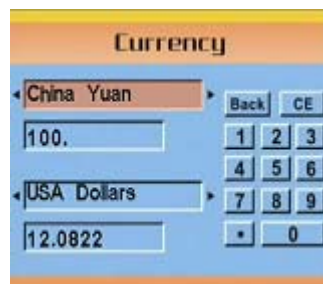 Currency
China Yuan
100.
USA Dollars
12.0822
Back CE
1 2 3
4 5 6
7 8 9
. 0